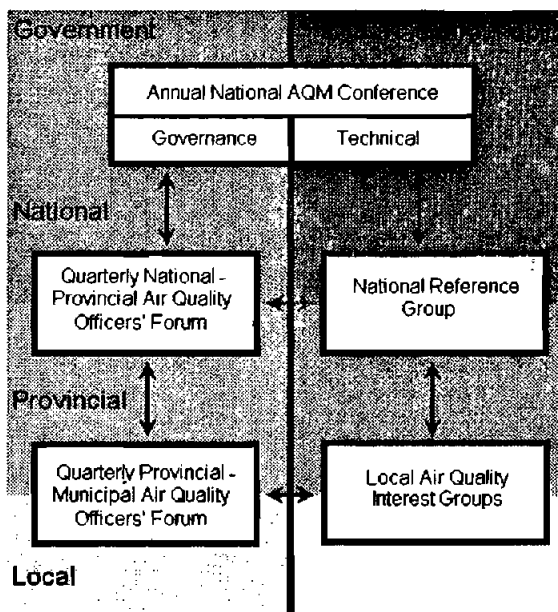 Government
Annual National AQM Conference
Governance
Technical
National
Quarterly National -
Provincial Air Quality
Officers' Forum
National Reference
Group
Provincial
Quarterly Provincial -
Municipal Air Quality
Officers' Forum
Local Air Quality
Interest Groups
Local